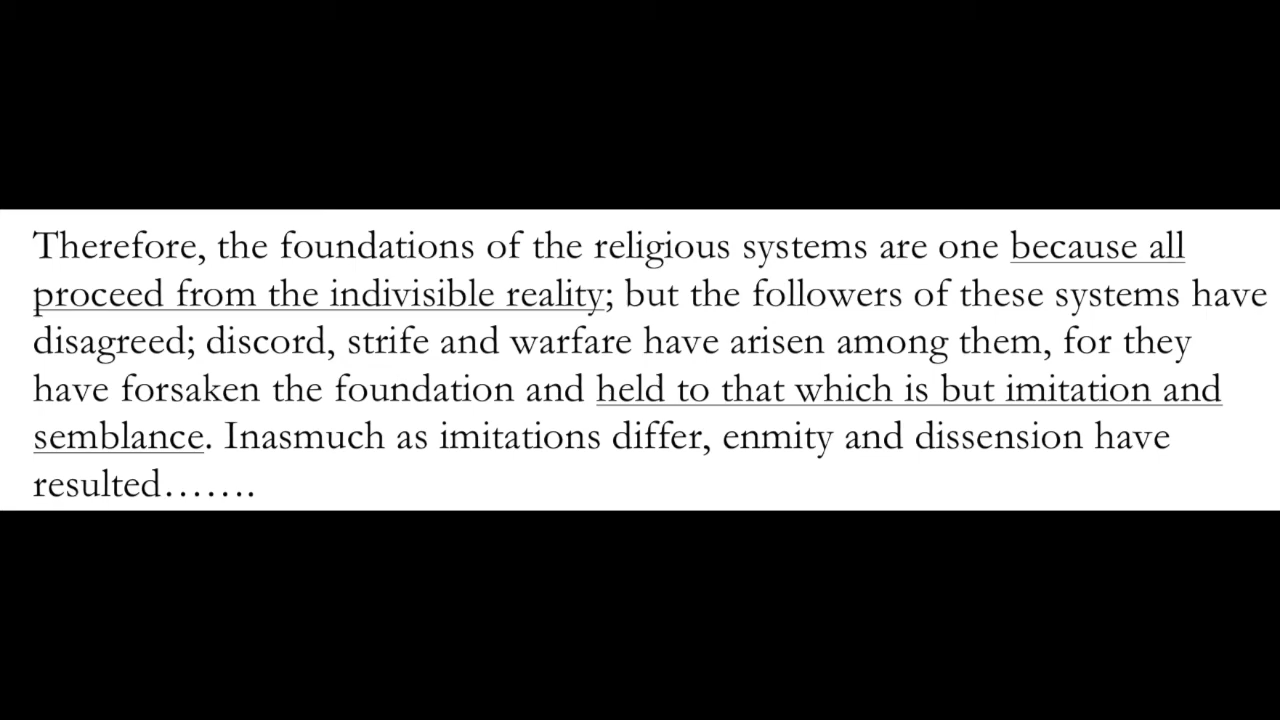 Therefore, the foundations of the religious systems are one because all
proceed from the indivisible reality; but the followers of these systems have
disagreed; discord, strife and warfare have arisen among them, for they
have forsaken the foundation and held to that which is but imitation and
semblance. Inasmuch as imitations differ, enmity and dissension have
resulted…….